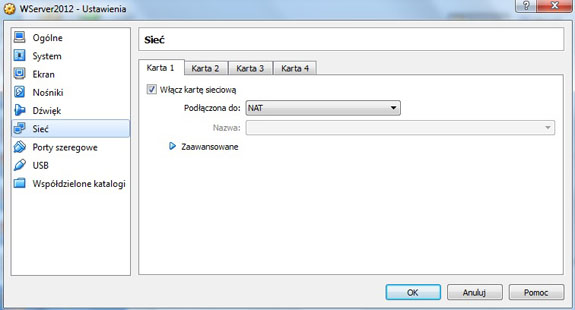 WServer2012 - Ustawienia
Ogólne
System
Ekran
Nośniki
Dźwięk
Sieć
Porty szeregowe
USB
Współdzielone katalogi
Sieć
Karta 1 Karta 2 Karta 3 Karta 4
Włącz kartę sieciową
Podłączona do: NAT
Nazwa:
Zaawansowane
OK Anuluj Pomoc